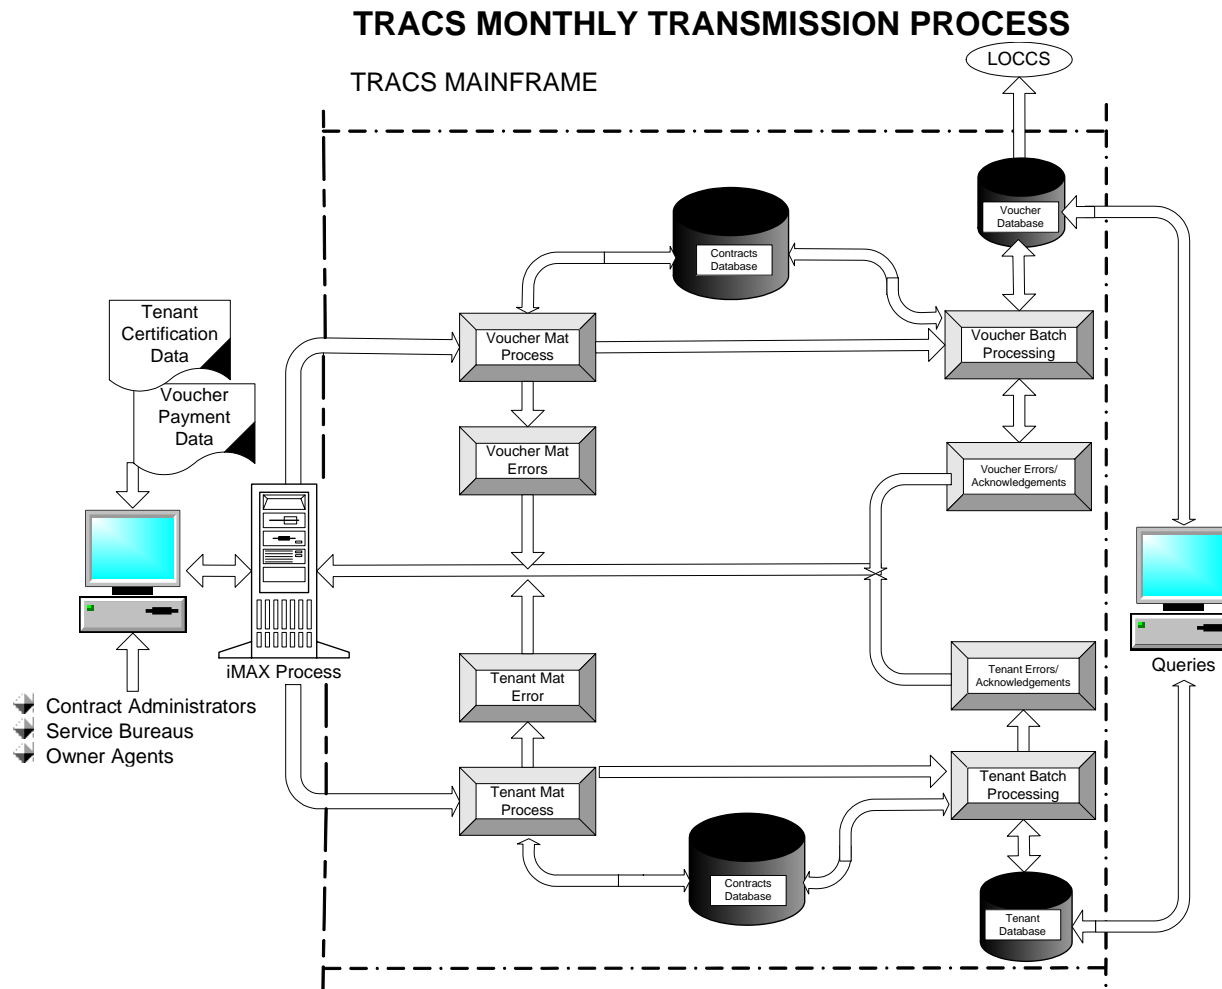 TRACS MONTHLY TRANSMISSION PROCESS
LOCCS
TRACS MAINFRAME
Voucher
Database
Contracts
Database
Tenant
Certification
Data
Voucher Mat
Process
Voucher Batch
Processing
Voucher
Payment
Data
Voucher Mat
Errors
Voucher Errors/
Acknowledgements
iMAX Process
Queries
Tenant Mat
Error
Tenant Errors/
Acknowledgements
Contract Administrators
Service Bureaus
Owner Agents
Tenant Mat
Process
Tenant Batch
Processing
Contracts
Database
Tenant
Database